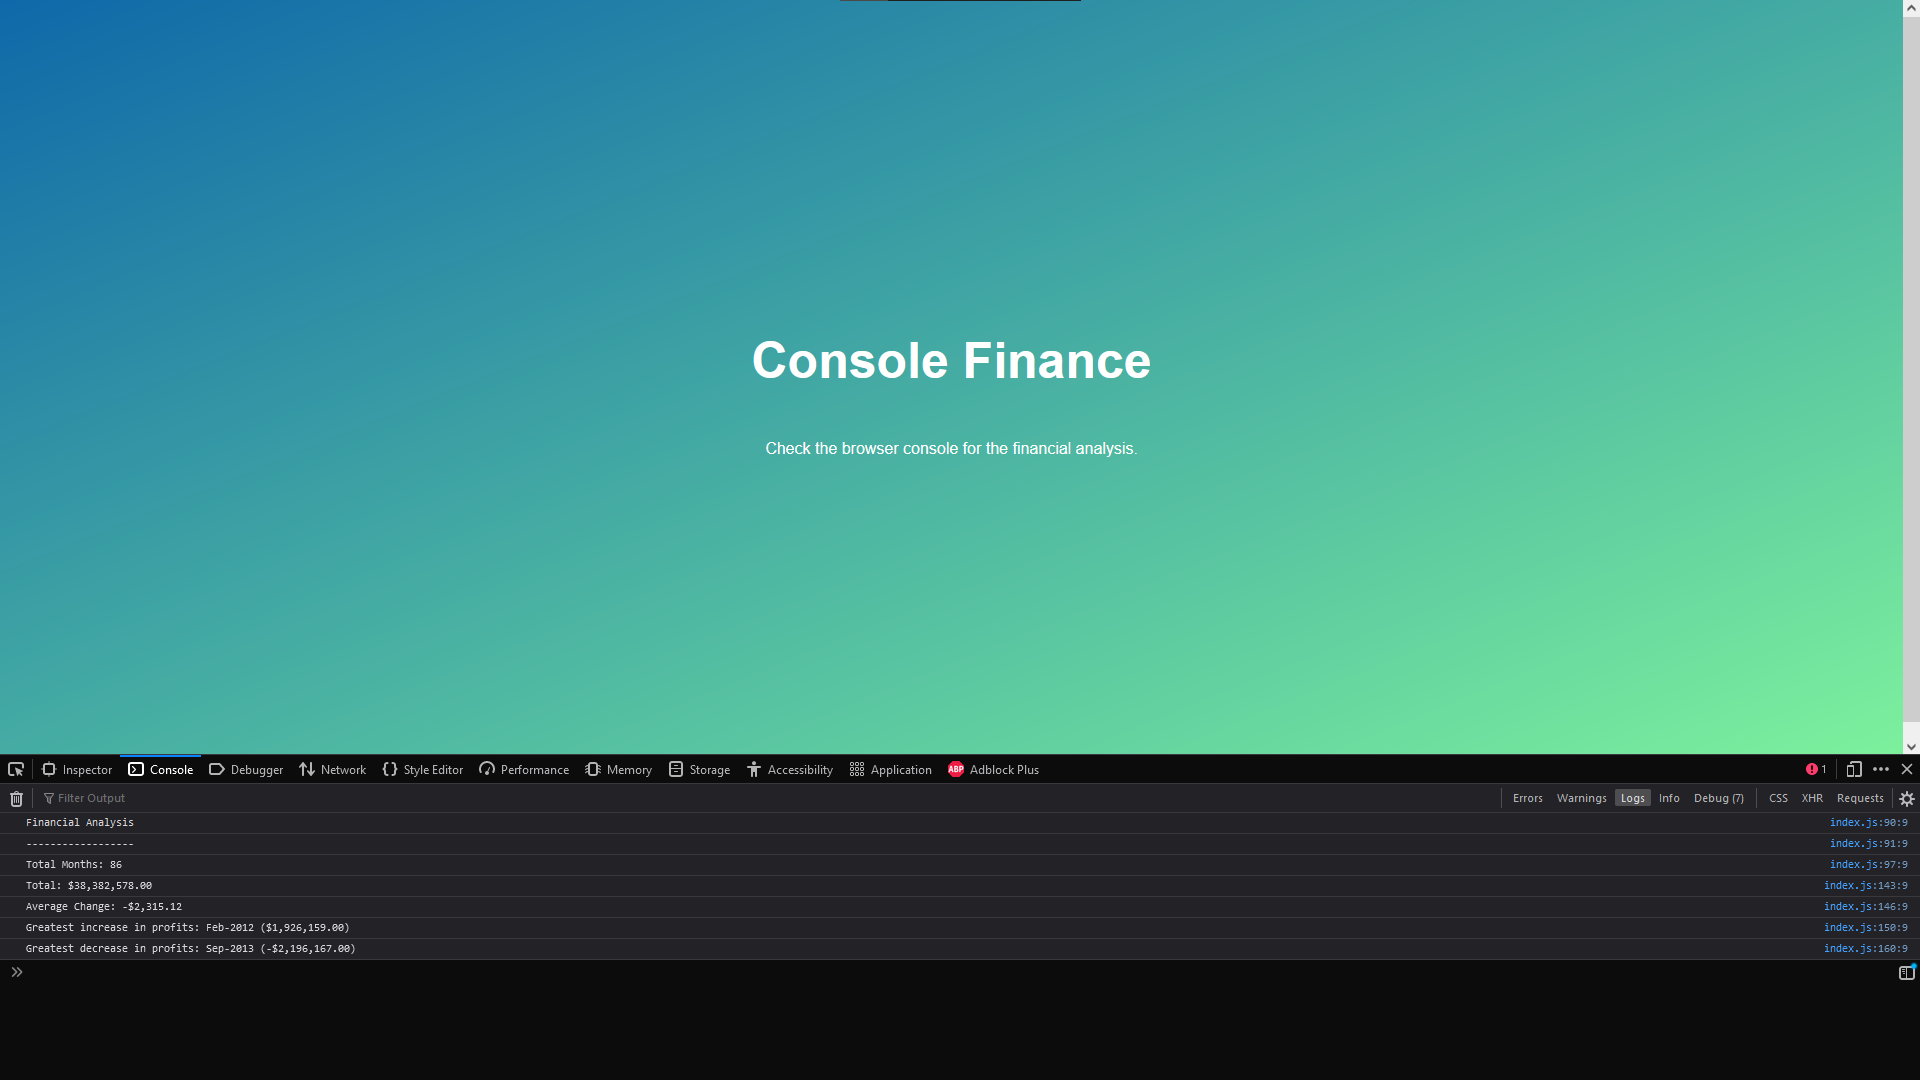 Console Finance
Check the browser console for the financial analysis.
Inspector Console Debugger Network Style Editor Performance Memory Storage Accessibility Application ABP Adblock Plus 1
Filter Output Errors Warnings Logs Info Debug (7) CSS XHR Requests
Financial Analysis index.js:90:9
------------------ index.js:91:9
Total Months: 86 index.js:97:9
Total: $38,382,578.00 index.js:143:9
Average Change: -$2,315.12 index.js:146:9
Greatest increase in profits: Feb-2012 ($1,926,159.00) index.js:150:9
Greatest decrease in profits: Sep-2013 (-$2,196,167.00) index.js:160:9